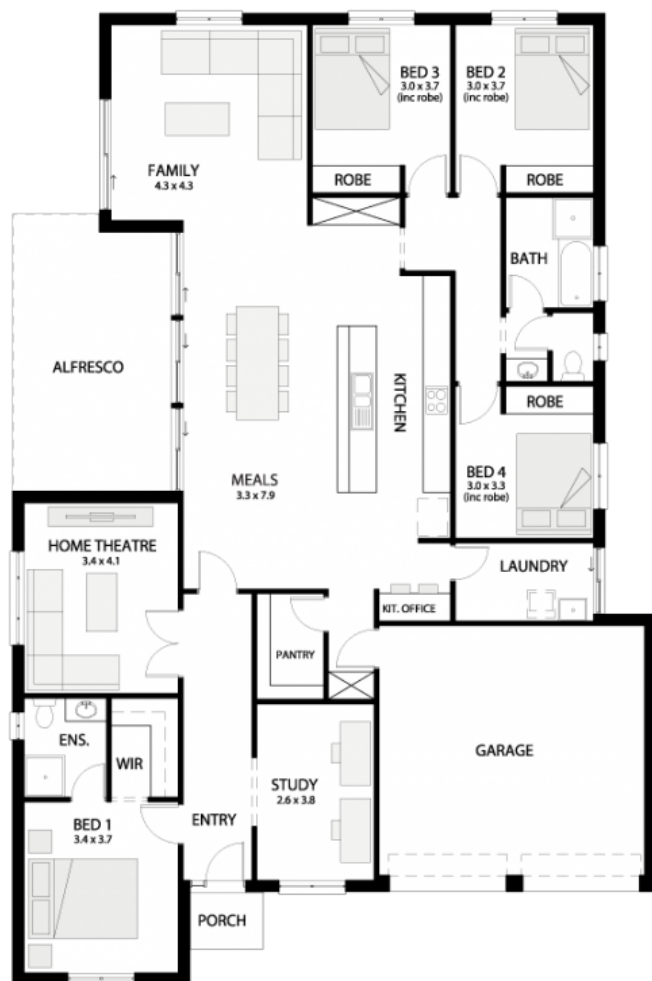 BED 3
3.0 x 3.7
(inc robe)
BED 2
3.0 x 3.7
(inc robe)
FAMILY
4.3 x 4.3
ROBE
ROBE
BATH
ALFRESCO
KITCHEN
ROBE
MEALS
3.3 x 7.9
BED 4
3.0 x 3.3
(inc robe)
HOME THEATRE
3.4 x 4.1
LAUNDRY
KIT. OFFICE
PANTRY
ENS.
WIR
GARAGE
STUDY
2.6 x 3.8
BED 1
3.4 x 3.7
ENTRY
PORCH